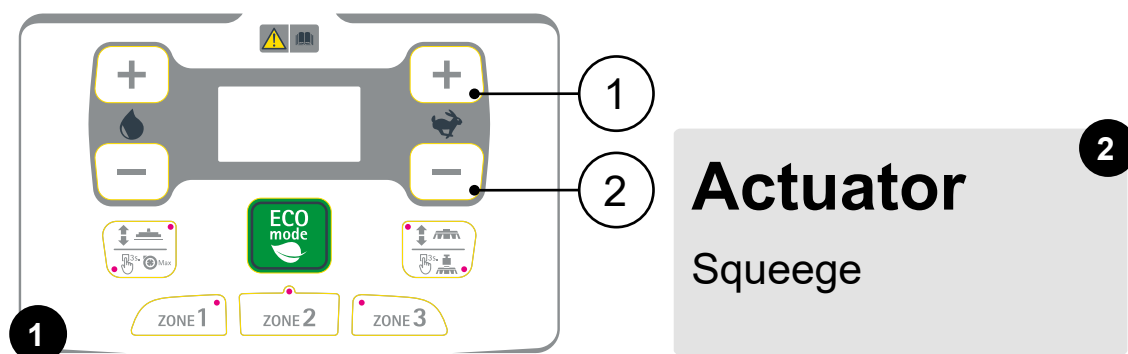 +
+
1
−
−
2
ECO
mode
3s.
Max
3s.
ZONE 1
ZONE 2
ZONE 3
1
2
Actuator
Squeege